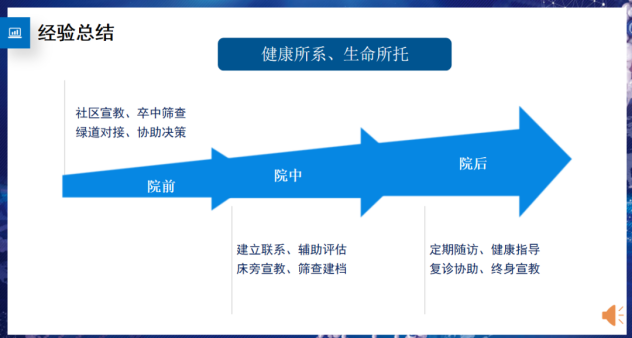 经验总结
健康所系、生命所托
社区宣教、卒中筛查
绿道对接、协助决策
院前
院中
院后
建立联系、辅助评估
床旁宣教、筛查建档
定期随访、健康指导
复诊协助、终身宣教